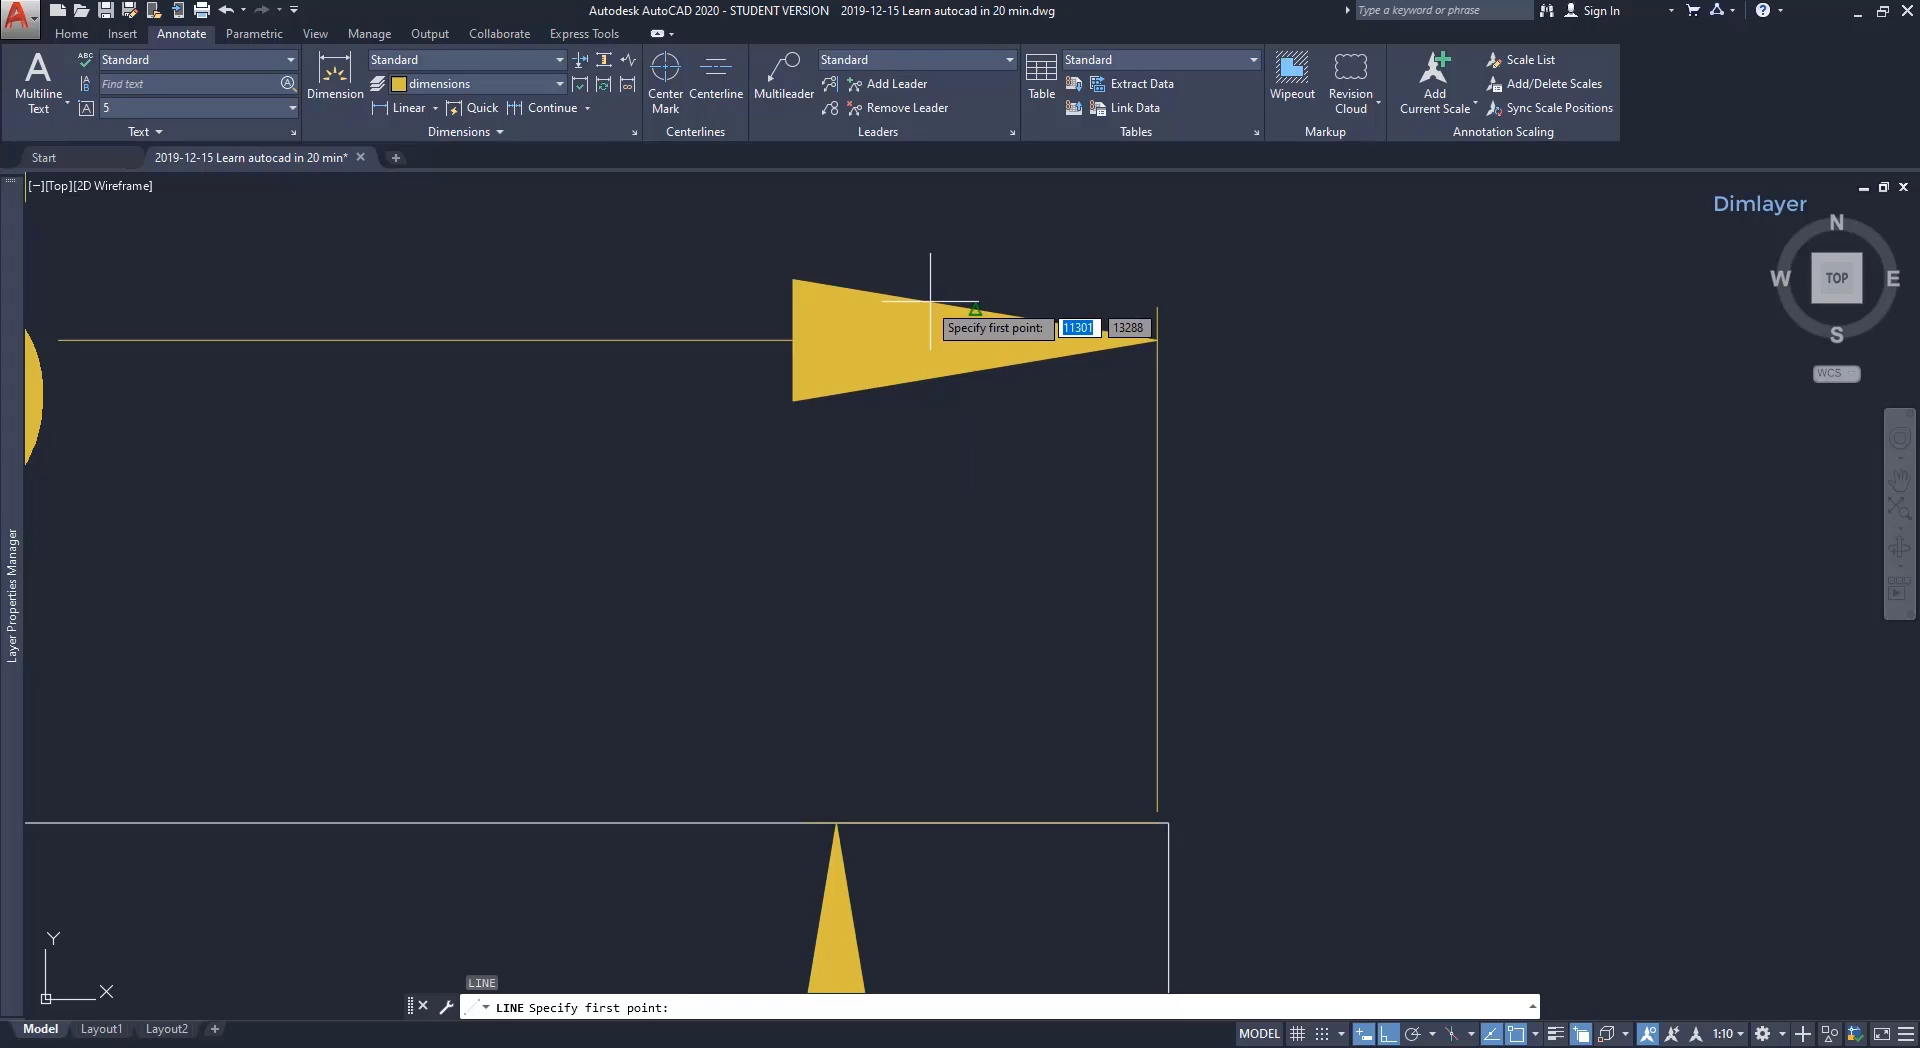 Autodesk AutoCAD 2020 - STUDENT VERSION 2019-12-15 Learn autocad in 20 min.dwg
Type a keyword or phrase
Sign In
Home Insert Annotate Parametric View Manage Output Collaborate Express Tools
Multiline Text
ABC
Standard
Find text
5
Text
Dimension
Standard
dimensions
Linear Quick Continue
Dimensions
Center Mark
Centerline
Centerlines
Multileader
Standard
Add Leader
Remove Leader
Leaders
Table
Standard
Extract Data
Link Data
Tables
Wipeout
Revision Cloud
Markup
Add Current Scale
Scale List
Add/Delete Scales
Sync Scale Positions
Annotation Scaling
Start
2019-12-15 Learn autocad in 20 min*
[−][Top][2D Wireframe]
Dimlayer
N
W TOP E
S
WCS
Specify first point: 11301 13288
Layer Properties Manager
Y
X
LINE
LINE Specify first point:
Model Layout1 Layout2
MODEL
1:10